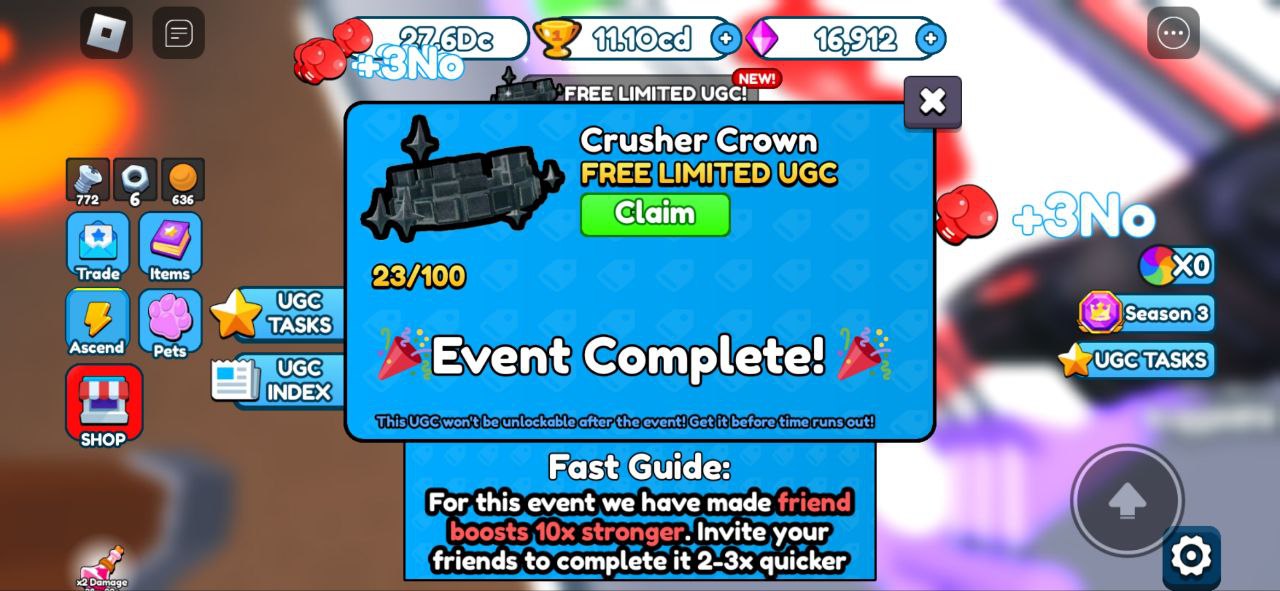 27.6Dc
1
11.10cd
16,912
+3No
NEW!
FREE LIMITED UGC!
Crusher Crown
FREE LIMITED UGC
Claim
+3No
772
6
636
Trade
Items
23/100
X0
UGC
TASKS
Season 3
Ascend
Pets
Event Complete!
UGC TASKS
UGC
INDEX
This UGC won't be unlockable after the event! Get it before time runs out!
SHOP
Fast Guide:
For this event we have made friend
boosts 10x stronger. Invite your
friends to complete it 2-3x quicker
x2 Damage